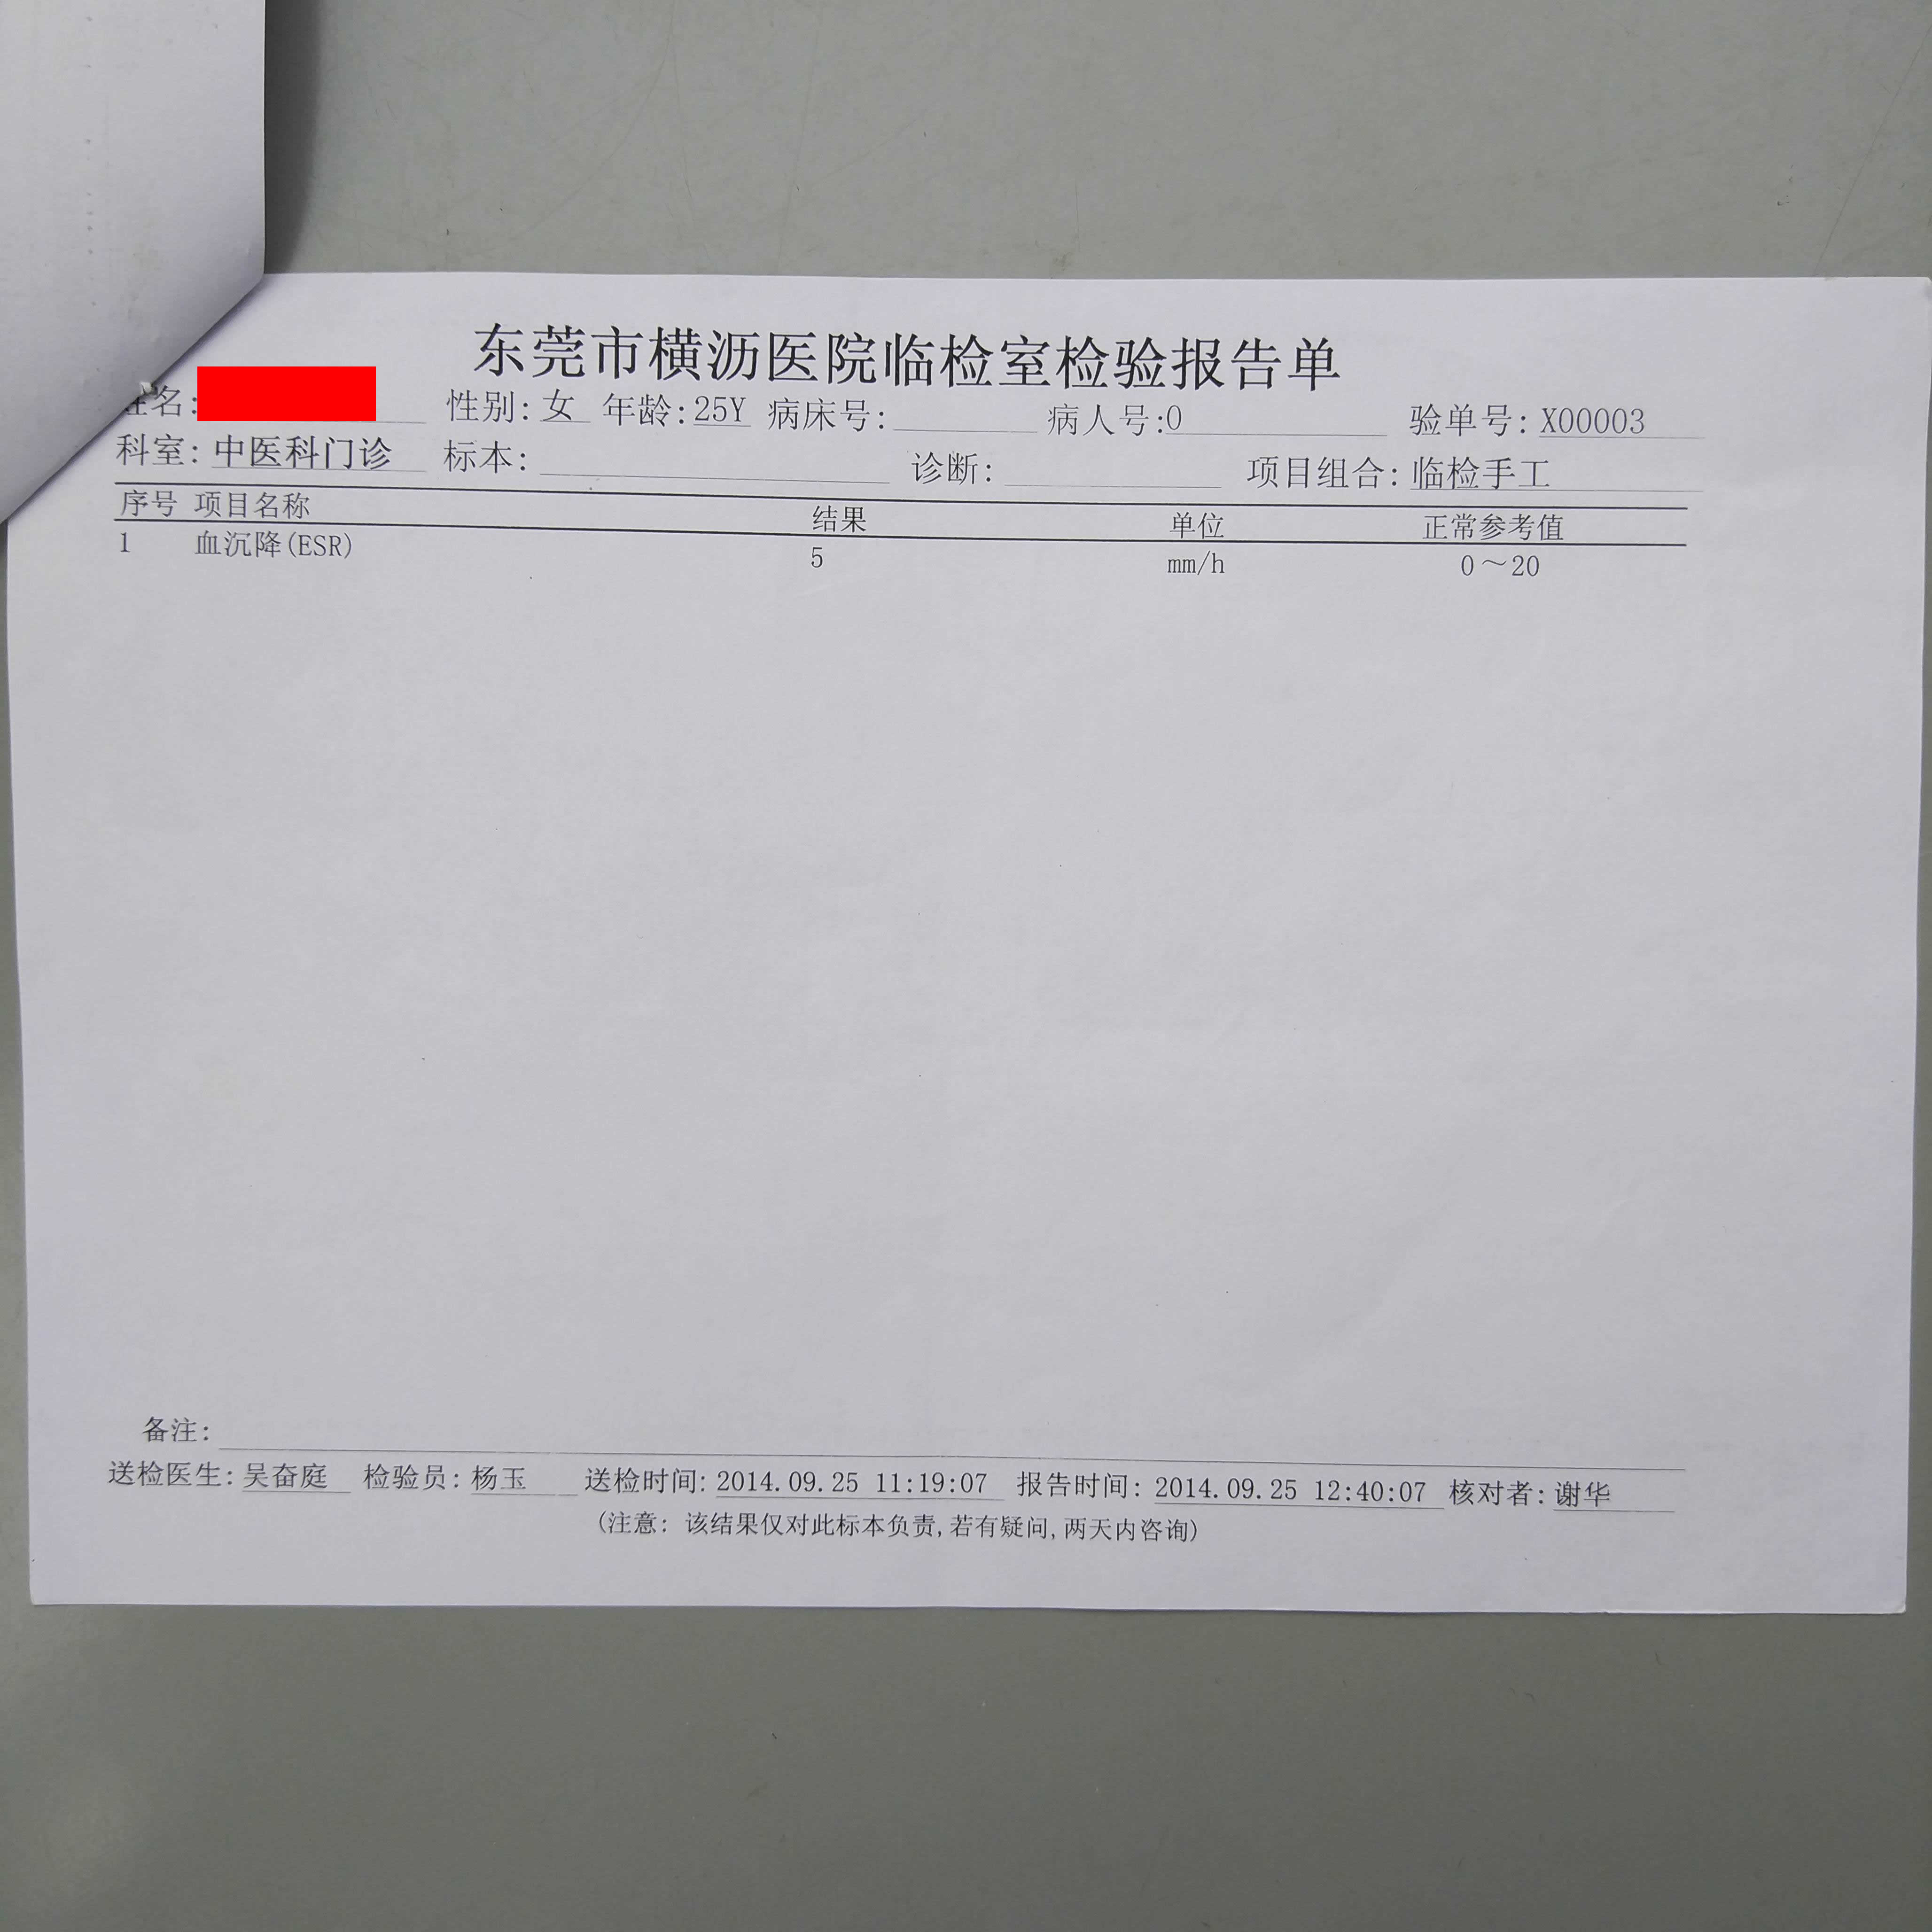 东莞市横沥医院临检室检验报告单
姓名: 性别: 女 年龄: 25Y 病床号: 病人号:0 验单号: X00003
科室: 中医科门诊 标本: 诊断: 项目组合: 临检手工
序号 项目名称 结果 单位 正常参考值
1 血沉降(ESR) 5 mm/h 0～20
备注:
送检医生: 吴奋庭 检验员: 杨玉 送检时间: 2014.09.25 11:19:07 报告时间: 2014.09.25 12:40:07 核对者: 谢华
(注意: 该结果仅对此标本负责,若有疑问,两天内咨询)